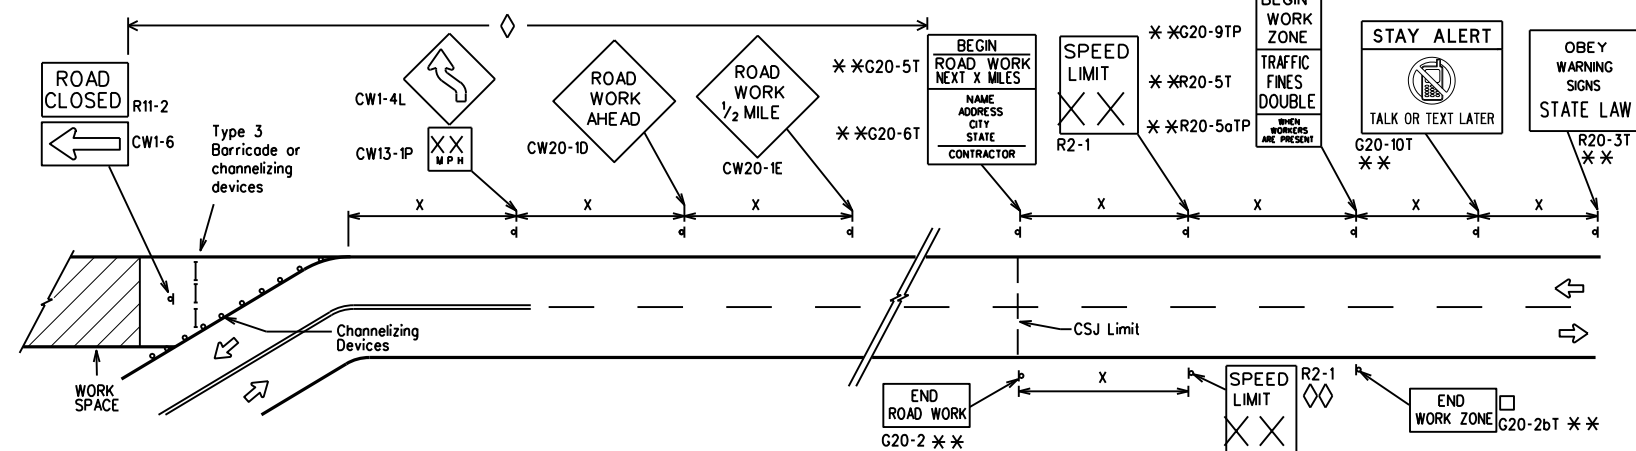 ROAD
CLOSED
R11-2
CW1-6
Type 3
Barricade or
channelizing
devices
CW1-4L
XX
MPH
CW13-1P
ROAD
WORK
AHEAD
CW20-1D
ROAD
WORK
1/2 MILE
CW20-1E
* *G20-5T
* *G20-6T
BEGIN
ROAD WORK
NEXT X MILES
NAME
ADDRESS
CITY
STATE
CONTRACTOR
SPEED
LIMIT
X X
R2-1
* *G20-9TP
* *R20-5T
* *R20-5aTP
BEGIN
WORK
ZONE
TRAFFIC
FINES
DOUBLE
WHEN
WORKERS
ARE PRESENT
STAY ALERT
TALK OR TEXT LATER
G20-10T
* *
OBEY
WARNING
SIGNS
STATE LAW
R20-3T
* *
X
X
X
X
X
X
X
Channelizing
Devices
CSJ Limit
WORK
SPACE
X
END
ROAD WORK
G20-2 * *
SPEED
LIMIT
X X
R2-1
END
WORK ZONE
G20-2bT * *